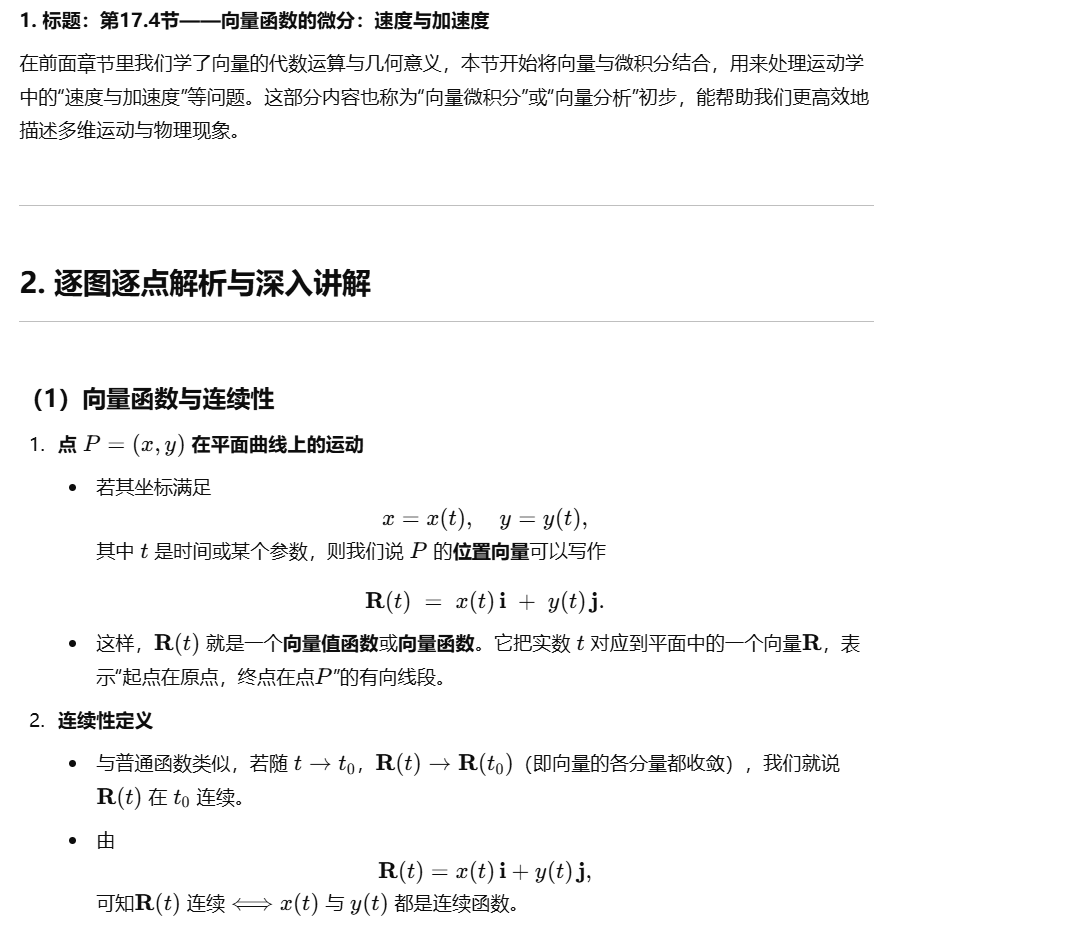 1. 标题：第17.4节——向量函数的微分：速度与加速度
在前面章节里我们学了向量的代数运算与几何意义，本节开始将向量与微积分结合，用来处理运动学
中的“速度与加速度”等问题。这部分内容也称为“向量微积分”或“向量分析”初步，能帮助我们更高效地
描述多维运动与物理现象。
2. 逐图逐点解析与深入讲解
（1）向量函数与连续性
1. 点 P = (x, y) 在平面曲线上的运动
• 若其坐标满足
x = x(t), y = y(t),
其中 t 是时间或某个参数，则我们说 P 的位置向量可以写作
R(t) = x(t) i + y(t) j.
• 这样，R(t) 就是一个向量值函数或向量函数。它把实数 t 对应到平面中的一个向量R，表
示“起点在原点，终点在点P”的有向线段。
2. 连续性定义
• 与普通函数类似，若随 t → t₀，R(t) → R(t₀)（即向量的各分量都收敛），我们就说
R(t) 在 t₀ 连续。
• 由
R(t) = x(t) i + y(t) j,
可知R(t) 连续 ⟺ x(t) 与 y(t) 都是连续函数。